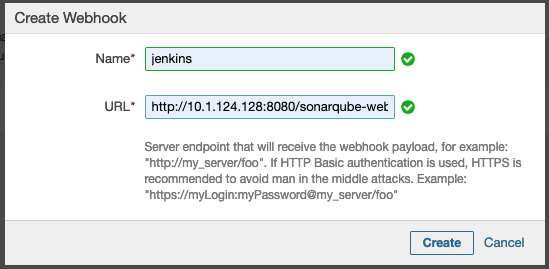 Create Webhook
Name*
jenkins
URL*
http://10.1.124.128:8080/sonarqube-web
Server endpoint that will receive the webhook payload, for example:
"http://my_server/foo". If HTTP Basic authentication is used, HTTPS is
recommended to avoid man in the middle attacks. Example:
"https://myLogin:myPassword@my_server/foo"
Create Cancel